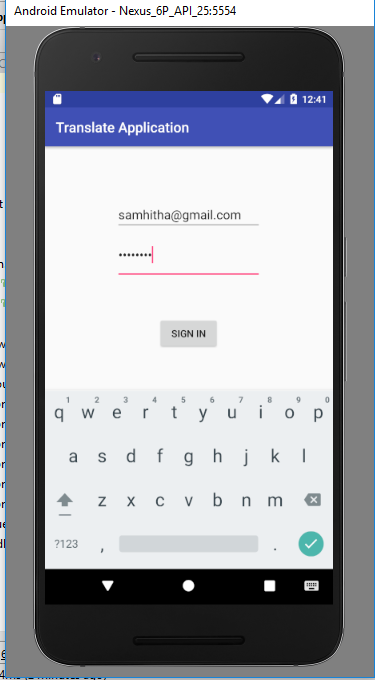 Android Emulator - Nexus_6P_API_25:5554
12:41
Translate Application
samhitha@gmail.com
••••••••
SIGN IN
1 2 3 4 5 6 7 8 9 0
q w e r t y u i o p
a s d f g h j k l
z x c v b n m
?123 , .